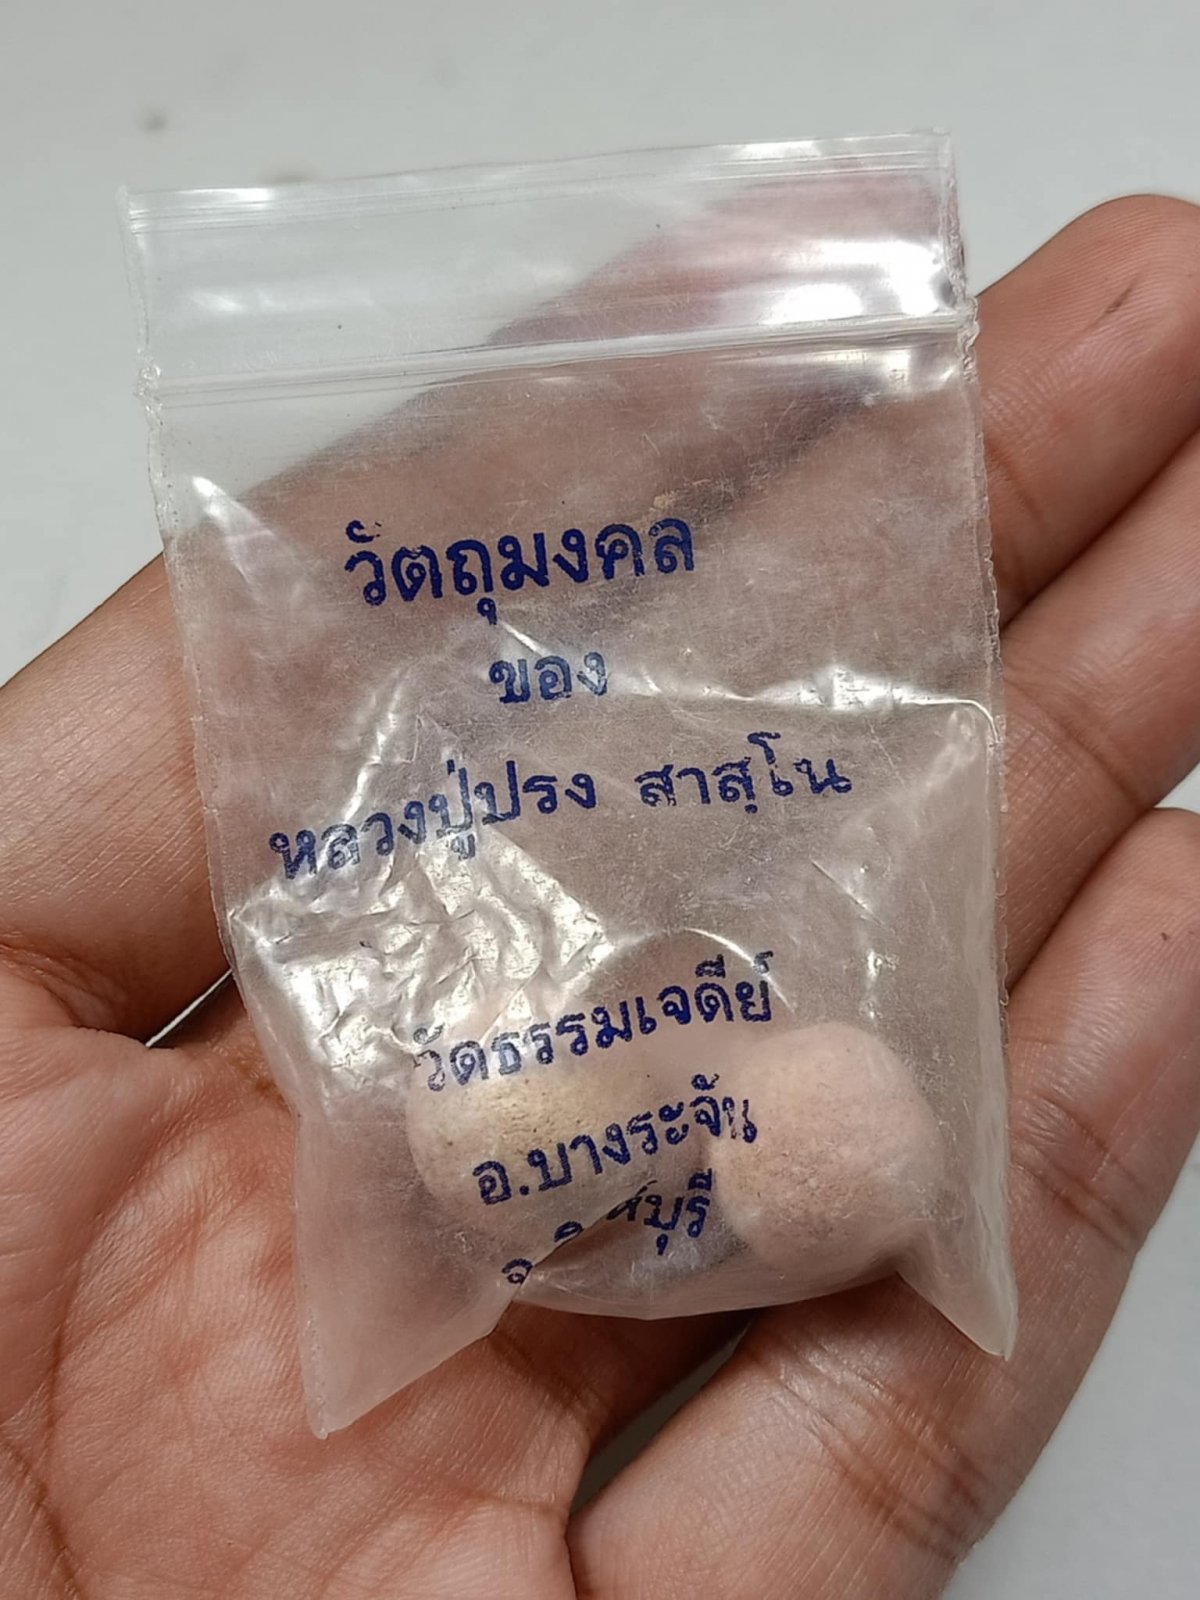 วัตถุมงคล
ของ
หลวงปู่ปรง สาสุโน
วัดธรรมเจดีย์
อ.บางระจัน